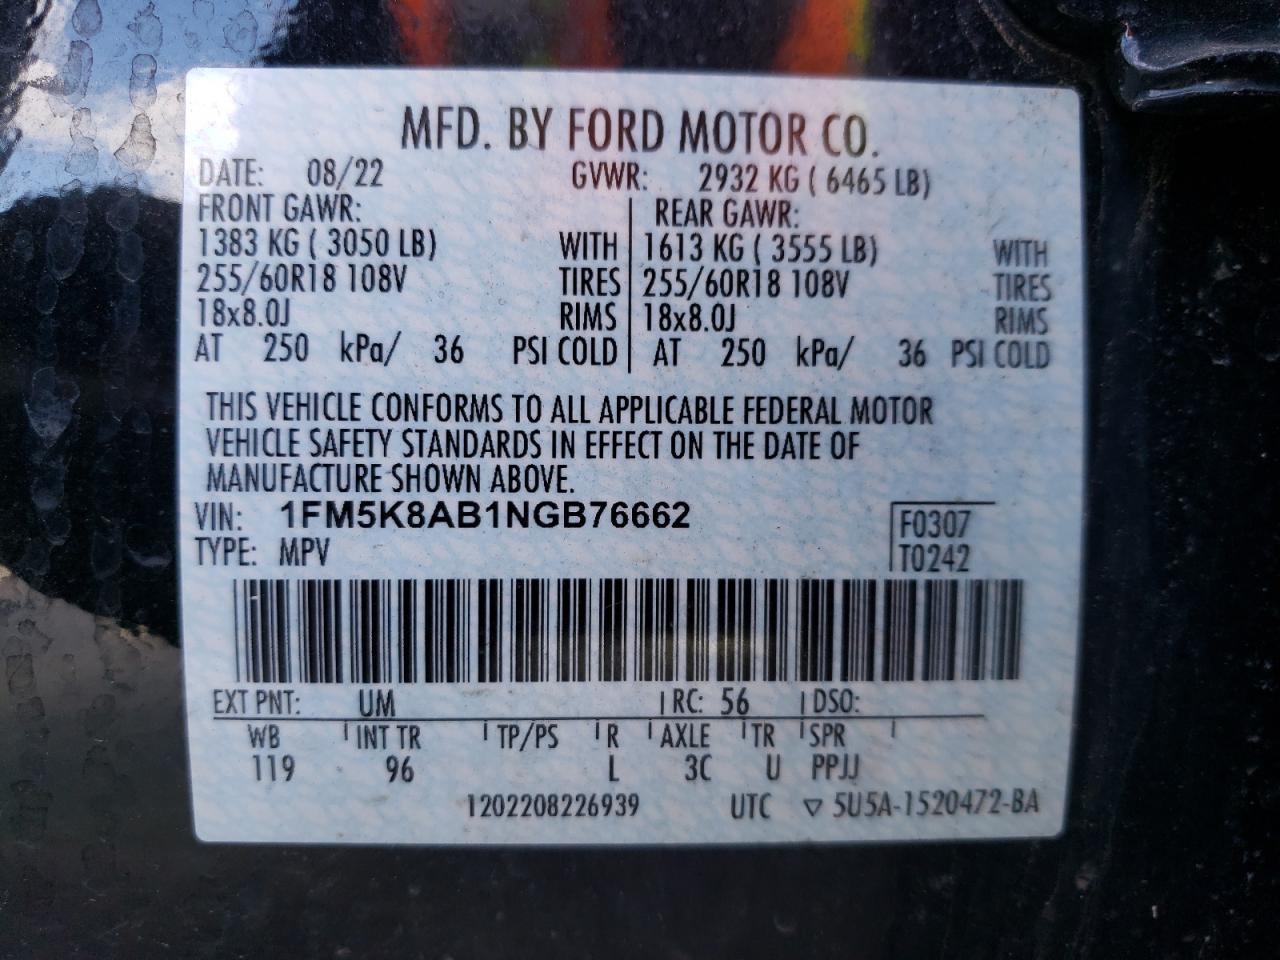 MFD. BY FORD MOTOR CO.
DATE: 08/22 GVWR: 2932 KG ( 6465 LB)
FRONT GAWR: REAR GAWR:
1383 KG ( 3050 LB) WITH 1613 KG ( 3555 LB) WITH
255/60R18 108V TIRES 255/60R18 108V TIRES
18x8.0J RIMS 18x8.0J RIMS
AT 250 kPa/ 36 PSI COLD AT 250 kPa/ 36 PSI COLD
THIS VEHICLE CONFORMS TO ALL APPLICABLE FEDERAL MOTOR
VEHICLE SAFETY STANDARDS IN EFFECT ON THE DATE OF
MANUFACTURE SHOWN ABOVE.
VIN: 1FM5K8AB1NGB76662 F0307
TYPE: MPV T0242
EXT PNT: UM RC: 56 DSO:
WB INT TR TP/PS R AXLE TR SPR
119 96 L 3C U PPJJ
1202208226939 UTC ▽ 5U5A-1520472-BA